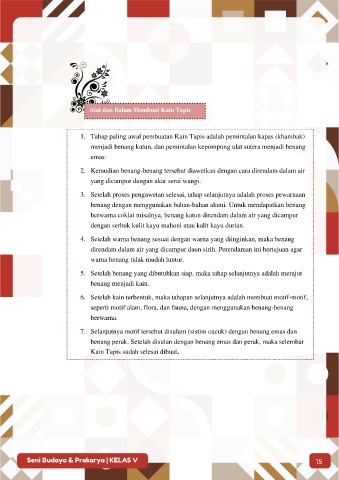 Alat dan Bahan Membuat Kain Tapis
1. Tahap paling awal pembuatan Kain Tapis adalah pemintalan kapas (khambak)
menjadi benang katun, dan pemintalan kepompong ulat sutera menjadi benang
emas.
2. Kemudian benang-benang tersebut diawetkan dengan cara direndam dalam air
yang dicampur dengan akar serai wangi.
3. Setelah proses pengawetan selesai, tahap selanjutnya adalah proses pewarnaan
benang dengan menggunakan bahan-bahan alami. Untuk mendapatkan benang
berwarna coklat misalnya, benang katun direndam dalam air yang dicampur
dengan serbuk kulit kayu mahoni atau kulit kayu durian.
4. Setelah warna benang sesuai dengan warna yang diinginkan, maka benang
direndam dalam air yang dicampur daun sirih. Perendaman ini bertujuan agar
warna benang tidak mudah luntur.
5. Setelah benang yang dibutuhkan siap, maka tahap selanjutnya adalah merajut
benang menjadi kain.
6. Setelah kain terbentuk, maka tahapan selanjutnya adalah membuat motif-motif,
seperti motif alam, flora, dan fauna, dengan menggunakan benang-benang
berwarna.
7. Selanjutnya motif tersebut disulam (sistim cucuk) dengan benang emas dan
benang perak. Setelah disulan dengan benang emas dan perak, maka selembar
Kain Tapis sudah selesai dibuat.
Seni Budaya & Prakarya | KELAS V
15